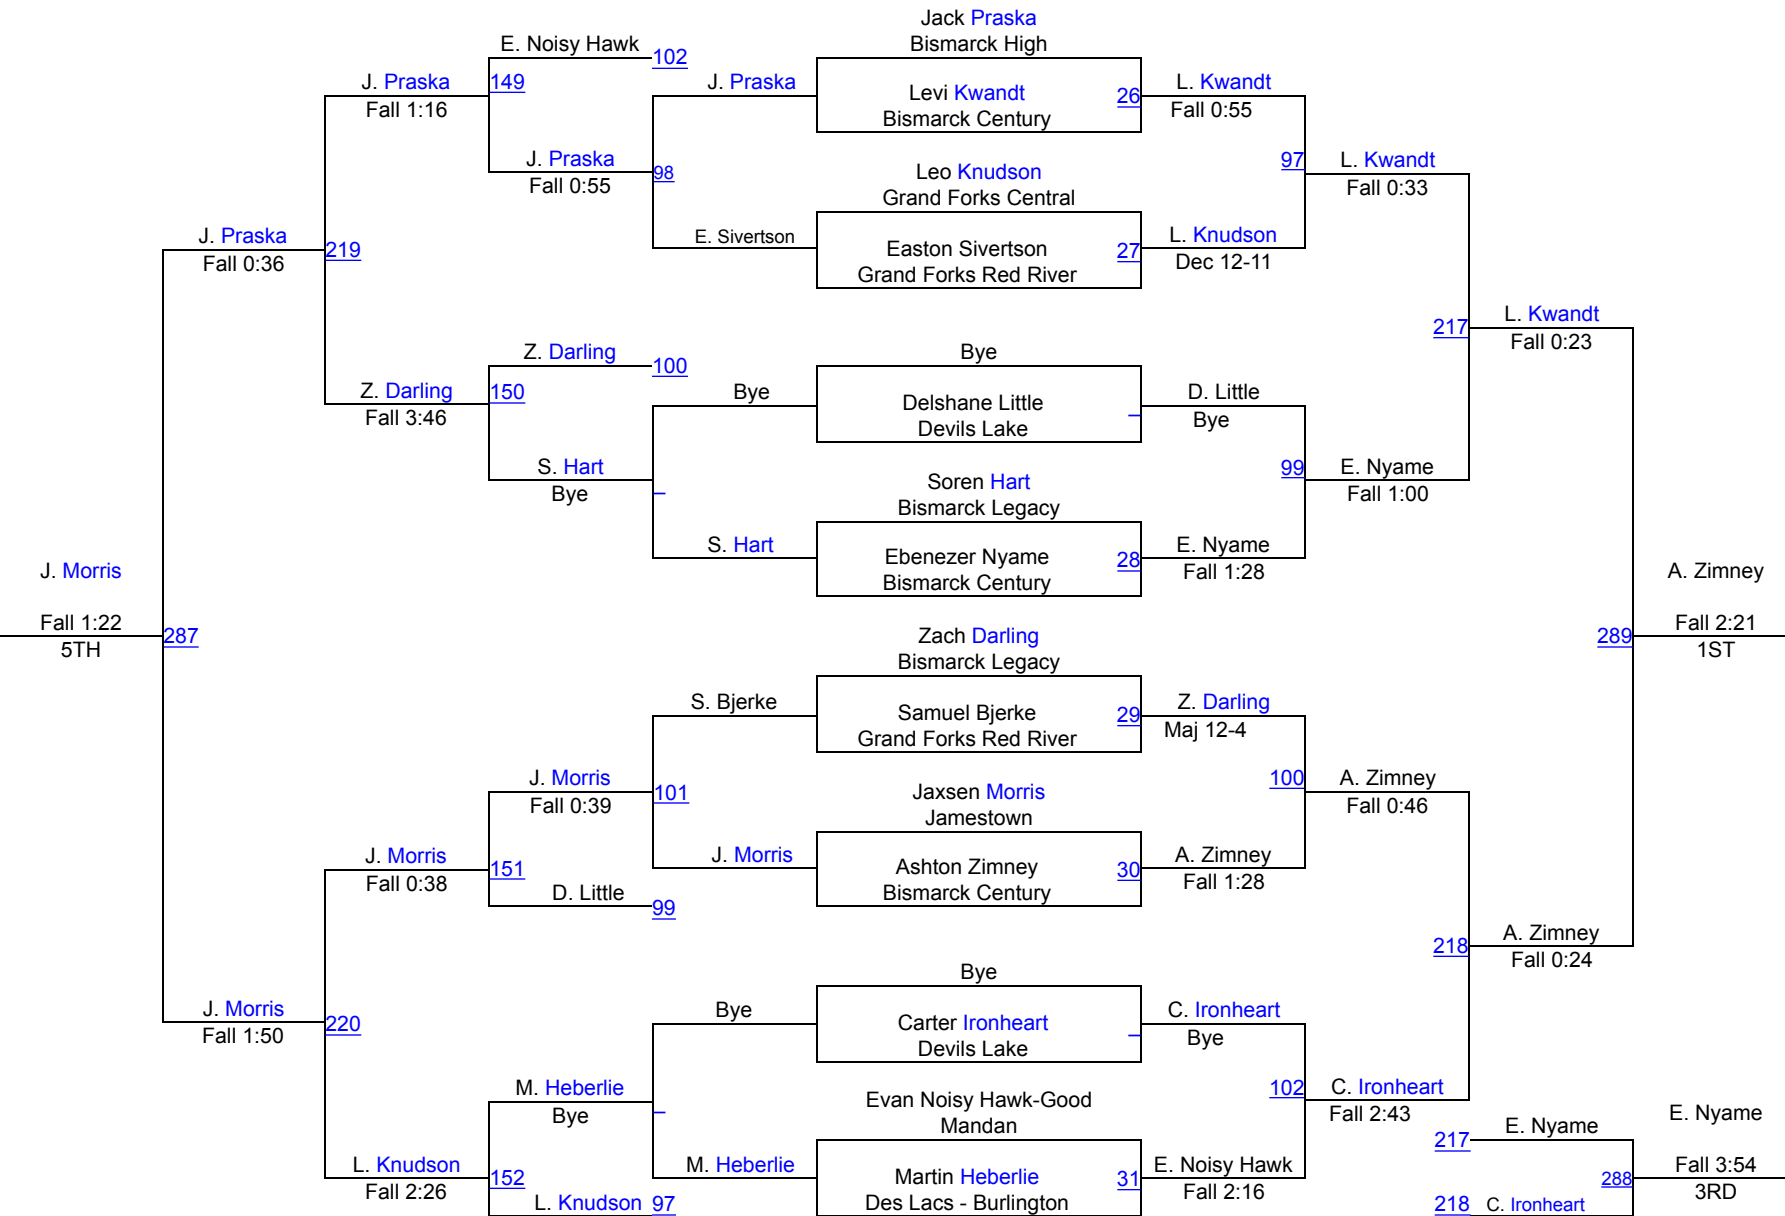 Jack Praska
E. Noisy Hawk
Bismarck High
102
J. Praska
149
J. Praska
Levi Kwandt
26
L. Kwandt
Fall 1:16
Bismarck Century
Fall 0:55
J. Praska
98
97
L. Kwandt
Fall 0:55
Leo Knudson
Fall 0:33
Grand Forks Central
J. Praska
219
E. Sivertson
Easton Sivertson
27
L. Knudson
Fall 0:36
Grand Forks Red River
Dec 12-11
217
L. Kwandt
Fall 0:23
Z. Darling
100
Bye
Z. Darling
150
Bye
Delshane Little
_
D. Little
Fall 3:46
Devils Lake
Bye
S. Hart
99
E. Nyame
Bye
_
Soren Hart
Fall 1:00
Bismarck Legacy
S. Hart
Ebenezer Nyame
28
E. Nyame
Bismarck Century
Fall 1:28
J. Morris
A. Zimney
Fall 1:22
287
Zach Darling
289
Fall 2:21
5TH
Bismarck Legacy
1ST
S. Bjerke
Samuel Bjerke
29
Z. Darling
Grand Forks Red River
Maj 12-4
J. Morris
101
Jaxsen Morris
100
A. Zimney
Fall 0:39
Jamestown
Fall 0:46
J. Morris
151
J. Morris
Ashton Zimney
30
A. Zimney
Fall 0:38
D. Little
99
Bismarck Century
Fall 1:28
218
A. Zimney
Fall 0:24
Bye
J. Morris
220
Bye
Carter Ironheart
_
C. Ironheart
Fall 1:50
Devils Lake
Bye
M. Heberlie
_
Evan Noisy Hawk-Good
102
C. Ironheart
Bye
Mandan
Fall 2:43
217
E. Nyame
E. Nyame
L. Knudson
152
M. Heberlie
Martin Heberlie
31
E. Noisy Hawk
288
Fall 3:54
Fall 2:26
L. Knudson
97
Des Lacs - Burlington
Fall 2:16
218
C. Ironheart
3RD